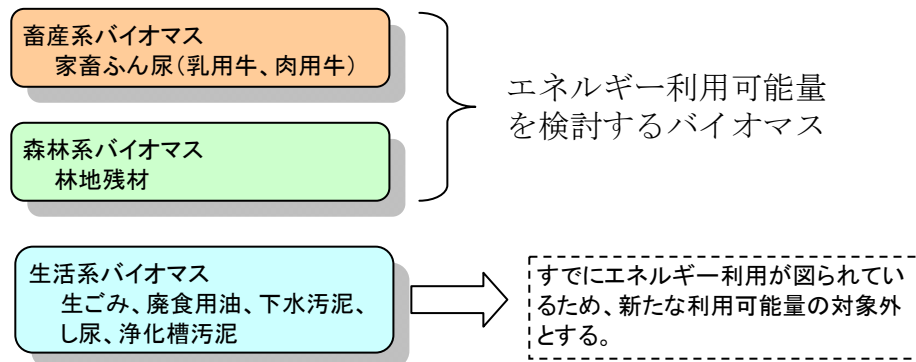 畜産系バイオマス
家畜ふん尿（乳用牛、肉用牛）
森林系バイオマス
林地残材
エネルギー利用可能量
を検討するバイオマス
生活系バイオマス
生ごみ、廃食用油、下水汚泥、
し尿、浄化槽汚泥
すでにエネルギー利用が図られてい
るため、新たな利用可能量の対象外
とする。